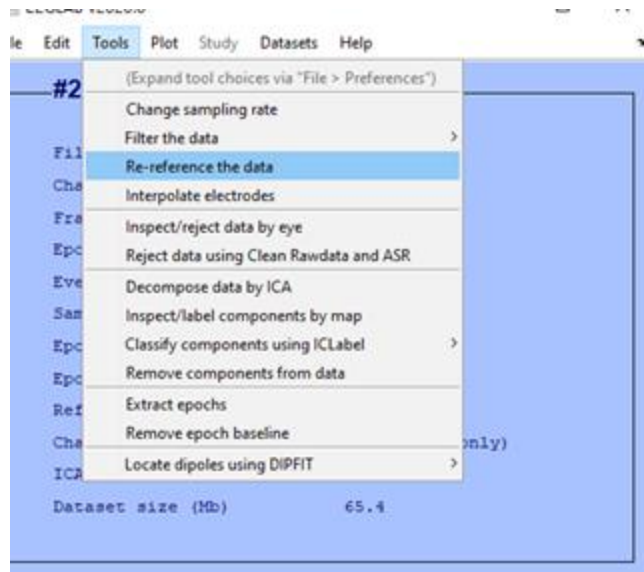 le Edit Tools Plot Study Datasets Help
#2
(Expand tool choices via "File > Preferences")
Change sampling rate
Filter the data >
Re-reference the data
Interpolate electrodes
Inspect/reject data by eye
Reject data using Clean Rawdata and ASR
Decompose data by ICA
Inspect/label components by map
Classify components using ICLabel >
Remove components from data
Extract epochs
Remove epoch baseline
Locate dipoles using DIPFIT >
Fil
Cha
Fra
Epo
Eve
Sam
Epo
Epo
Ref
Cha only)
ICA
Dataset size (Mb) 65.4